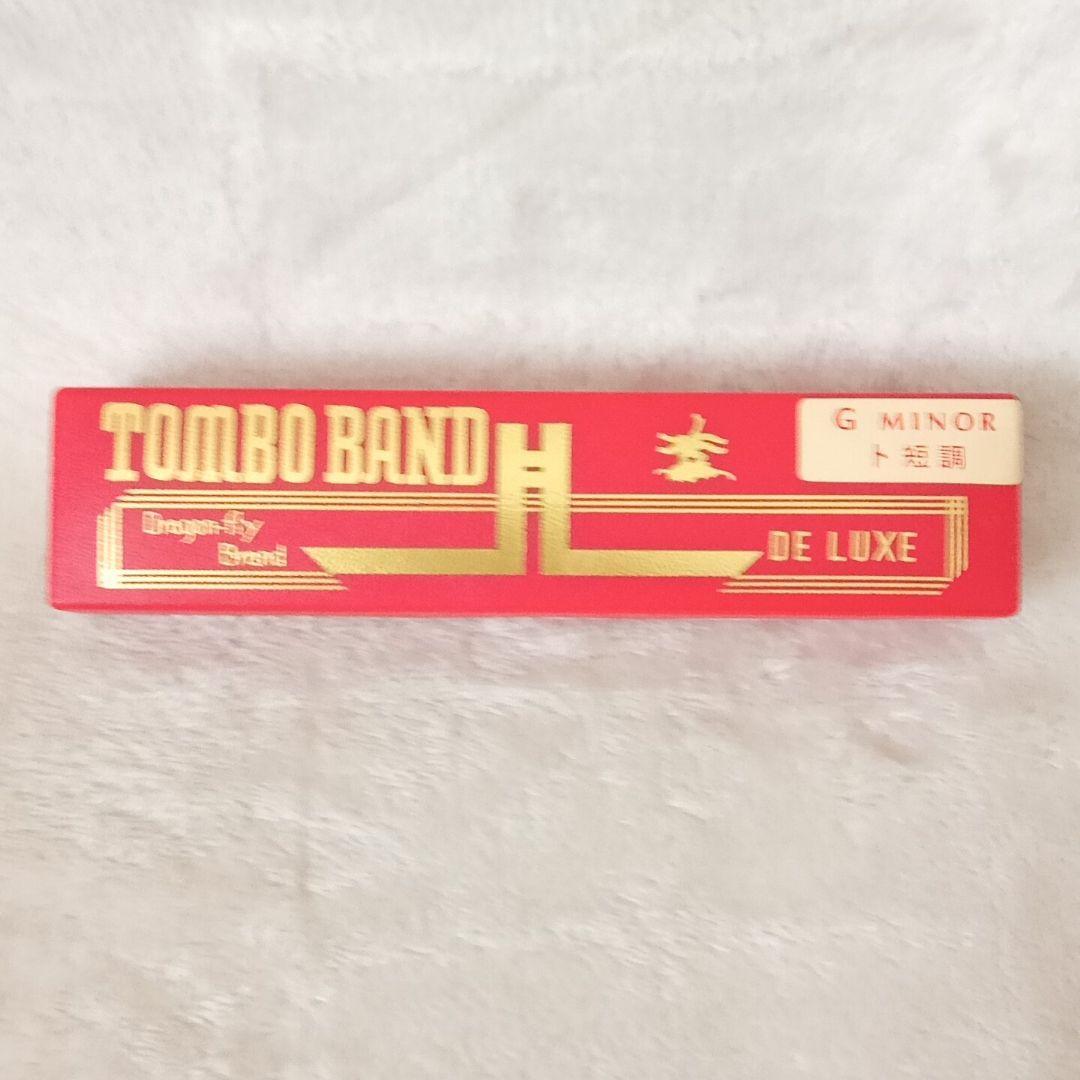 TOMBO BAND
G MINOR
ト短調
Dragon-fly
Brand
DE LUXE